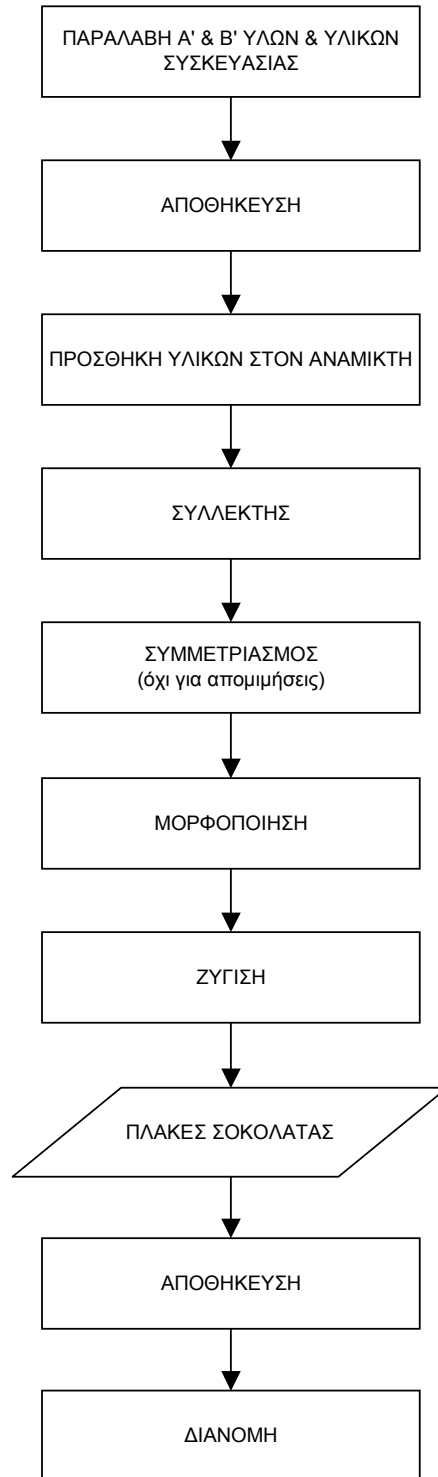 ΠΑΡΑΛΑΒΗ Α' & Β' ΥΛΩΝ & ΥΛΙΚΩΝ
ΣΥΣΚΕΥΑΣΙΑΣ
ΑΠΟΘΗΚΕΥΣΗ
ΠΡΟΣΘΗΚΗ ΥΛΙΚΩΝ ΣΤΟΝ ΑΝΑΜΙΚΤΗ
ΣΥΛΛΕΚΤΗΣ
ΣΥΜΜΕΤΡΙΑΣΜΟΣ
(όχι για απομιμήσεις)
ΜΟΡΦΟΠΟΙΗΣΗ
ΖΥΓΙΣΗ
ΠΛΑΚΕΣ ΣΟΚΟΛΑΤΑΣ
ΑΠΟΘΗΚΕΥΣΗ
ΔΙΑΝΟΜΗ